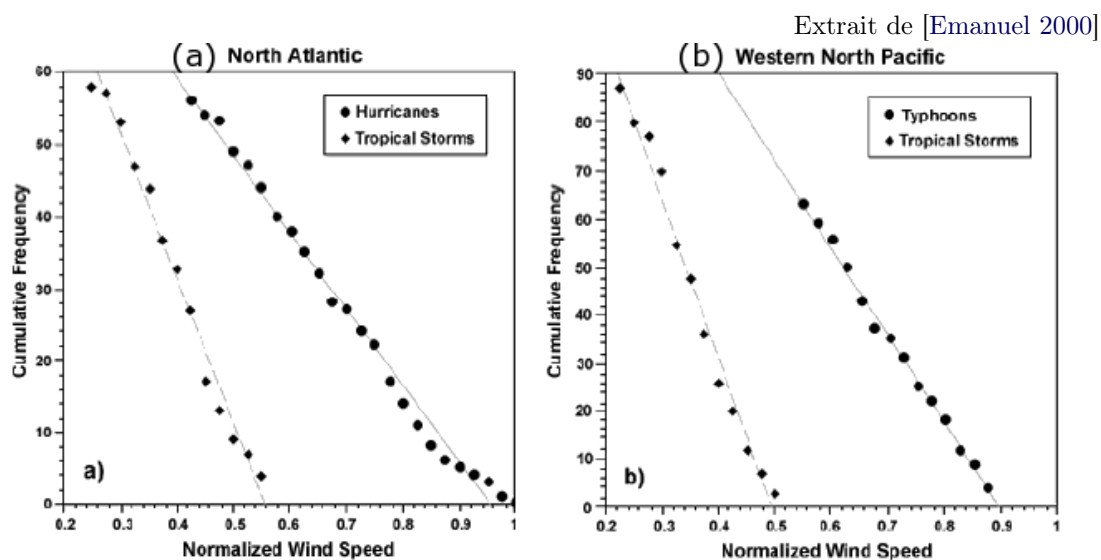 Extrait de [Emanuel 2000]
(a) North Atlantic
60
50
40
30
20
10
0
Cumulative Frequency
Hurricanes
Tropical Storms
a)
0.2 0.3 0.4 0.5 0.6 0.7 0.8 0.9 1
Normalized Wind Speed
(b) Western North Pacific
90
80
70
60
50
40
30
20
10
0
Cumulative Frequency
Typhoons
Tropical Storms
b)
0.2 0.3 0.4 0.5 0.6 0.7 0.8 0.9 1
Normalized Wind Speed